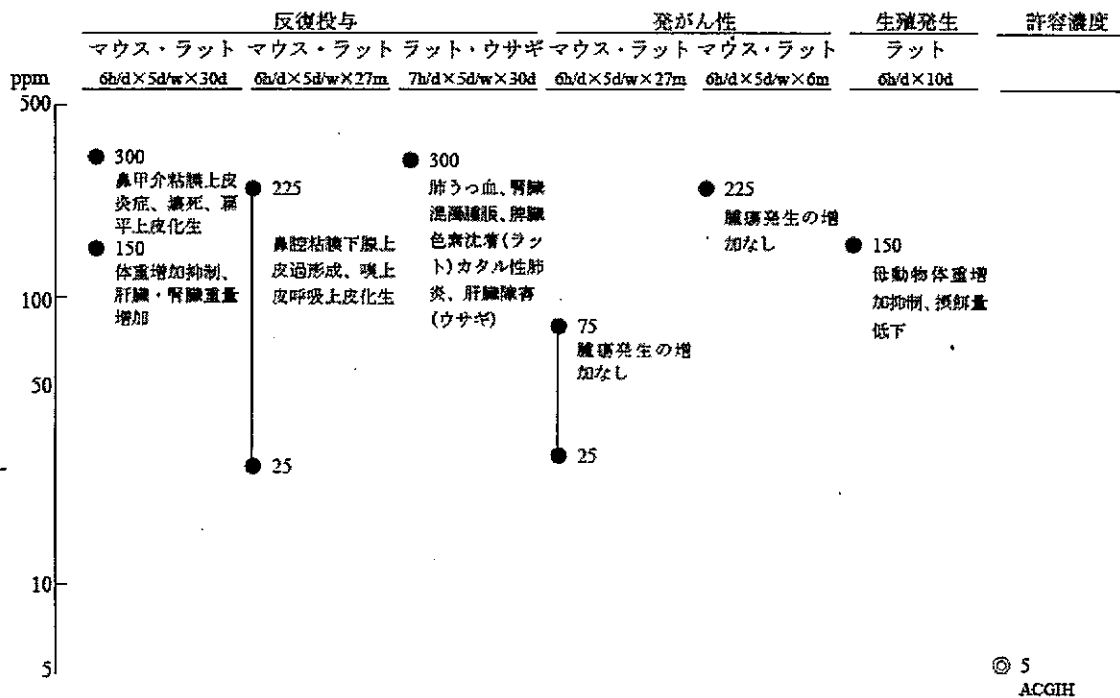 反復投与 発がん性 生殖発生 許容濃度
マウス・ラット マウス・ラット ラット・ウサギ マウス・ラット マウス・ラット ラット
ppm 6h/d×5d/w×30d 6h/d×5d/w×27m 7h/d×5d/w×30d 6h/d×5d/w×27m 6h/d×5d/w×6m 6h/d×10d
500
300
鼻甲介粘膜上皮
炎症、壊死、扁
平上皮化生
150
体重増加抑制、
肝臓・腎臓重量
増加
225
鼻腔粘膜下腺上
皮過形成、嗅上
皮呼吸上皮化生
25
300
肺うっ血、腎臓
混濁腫脹、脾臓
色素沈着(ラッ
ト)カタル性肺
炎、肝臓障害
(ウサギ)
75
腫瘍発生の増
加なし
25
225
腫瘍発生の増
加なし
150
母動物体重増
加抑制、摂餌量
低下
100
50
10
5
5
ACGIH